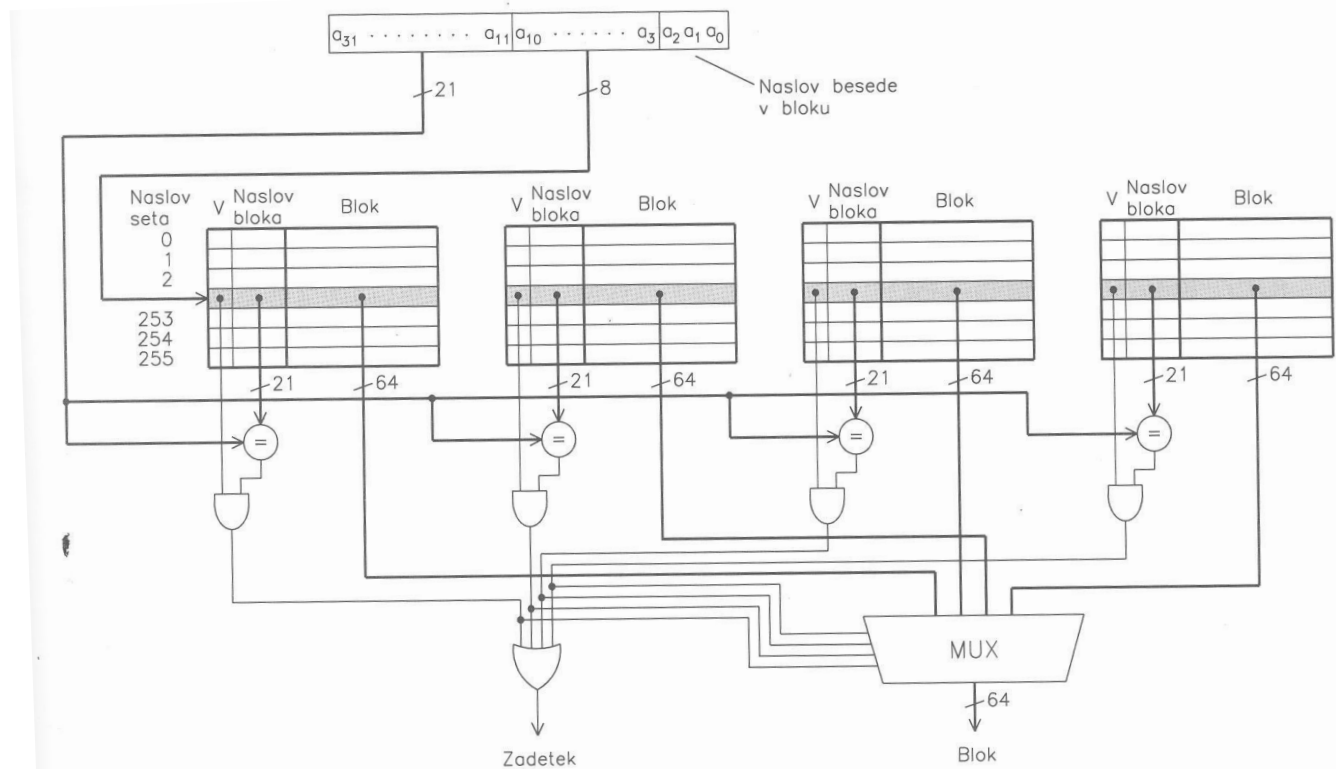 a31 · · · · · · · · a11 a10 · · · · · · a3 a2 a1 a0
21
8
Naslov besede
v bloku
Naslov
seta
V Naslov
bloka
Blok
V Naslov
bloka
Blok
V Naslov
bloka
Blok
V Naslov
bloka
Blok
0
1
2
253
254
255
21
64
21
64
21
64
21
64
=
=
=
=
MUX
64
Zadetek
Blok